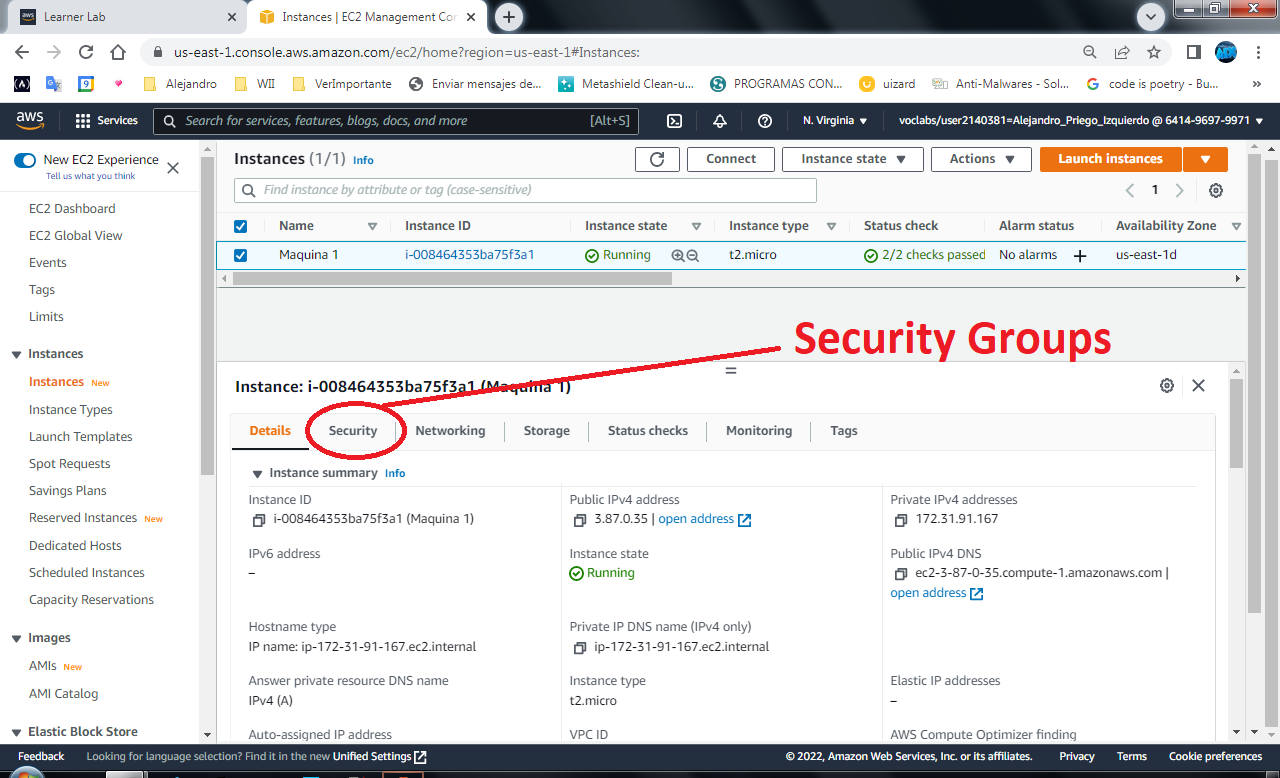 Learner Lab
Instances | EC2 Management Con
us-east-1.console.aws.amazon.com/ec2/home?region=us-east-1#Instances:
Alejandro WII VerImportante Enviar mensajes de... Metashield Clean-u... PROGRAMAS CON... uizard Anti-Malwares - Sol... code is poetry - Bu... »
aws Services Search for services, features, blogs, docs, and more [Alt+S] N. Virginia voclabs/user2140381=Alejandro_Priego_Izquierdo @ 6414-9697-9971
New EC2 Experience
Tell us what you think
EC2 Dashboard
EC2 Global View
Events
Tags
Limits
Instances
Instances New
Instance Types
Launch Templates
Spot Requests
Savings Plans
Reserved Instances New
Dedicated Hosts
Scheduled Instances
Capacity Reservations
Images
AMIs New
AMI Catalog
Elastic Block Store
Instances (1/1) Info
Connect Instance state Actions Launch instances
Find instance by attribute or tag (case-sensitive) 1
Name Instance ID Instance state Instance type Status check Alarm status Availability Zone
Maquina 1 i-008464353ba75f3a1 Running t2.micro 2/2 checks passed No alarms + us-east-1d
Security Groups
Instance: i-008464353ba75f3a1 (Maquina 1)
Details Security Networking Storage Status checks Monitoring Tags
Instance summary Info
Instance ID Public IPv4 address Private IPv4 addresses
i-008464353ba75f3a1 (Maquina 1) 3.87.0.35 | open address 172.31.91.167
IPv6 address Instance state Public IPv4 DNS
– Running ec2-3-87-0-35.compute-1.amazonaws.com |
open address
Hostname type Private IP DNS name (IPv4 only)
IP name: ip-172-31-91-167.ec2.internal ip-172-31-91-167.ec2.internal
Answer private resource DNS name Instance type Elastic IP addresses
IPv4 (A) t2.micro –
Auto-assigned IP address VPC ID AWS Compute Optimizer finding
Feedback Looking for language selection? Find it in the new Unified Settings © 2022, Amazon Web Services, Inc. or its affiliates. Privacy Terms Cookie preferences